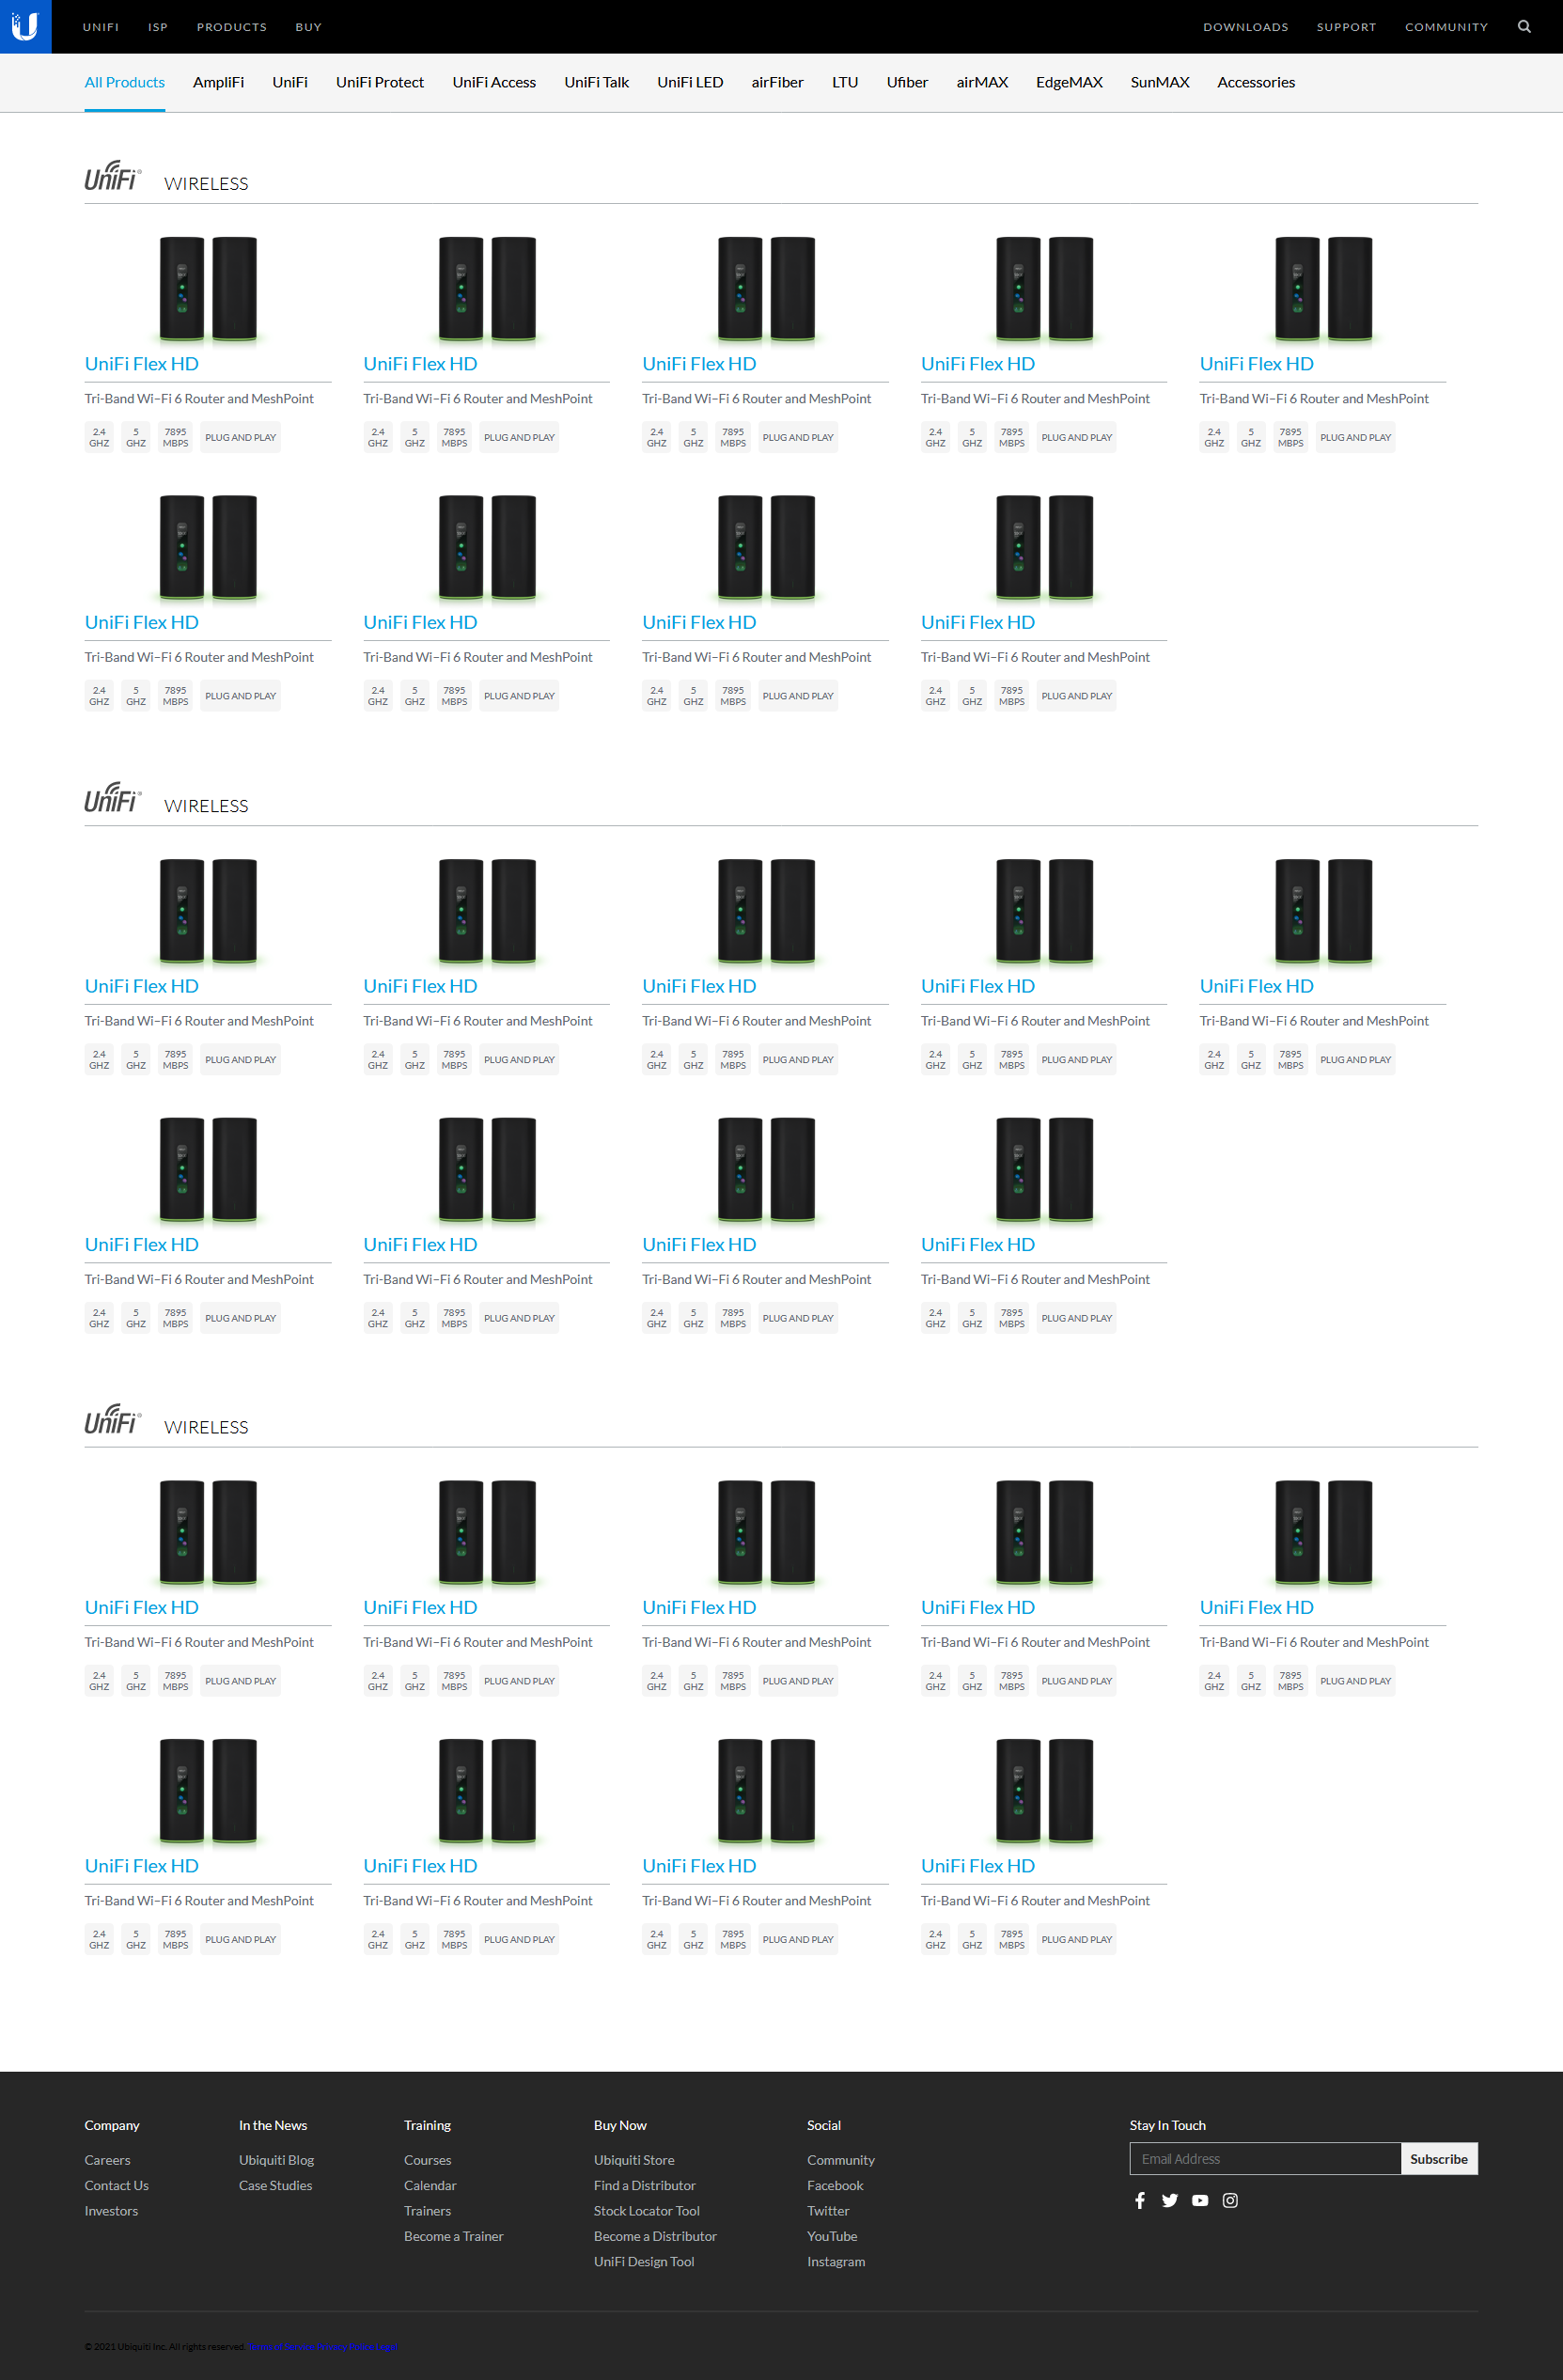 UNIFI ISP PRODUCTS BUY DOWNLOADS SUPPORT COMMUNITY
All Products AmpliFi UniFi UniFi Protect UniFi Access UniFi Talk UniFi LED airFiber LTU Ufiber airMAX EdgeMAX SunMAX Accessories
UniFi® WIRELESS
UniFi Flex HD UniFi Flex HD UniFi Flex HD UniFi Flex HD UniFi Flex HD
Tri-Band Wi-Fi 6 Router and MeshPoint Tri-Band Wi-Fi 6 Router and MeshPoint Tri-Band Wi-Fi 6 Router and MeshPoint Tri-Band Wi-Fi 6 Router and MeshPoint Tri-Band Wi-Fi 6 Router and MeshPoint
2.4 GHZ 5 GHZ 7895 MBPS PLUG AND PLAY 2.4 GHZ 5 GHZ 7895 MBPS PLUG AND PLAY 2.4 GHZ 5 GHZ 7895 MBPS PLUG AND PLAY 2.4 GHZ 5 GHZ 7895 MBPS PLUG AND PLAY 2.4 GHZ 5 GHZ 7895 MBPS PLUG AND PLAY
UniFi Flex HD UniFi Flex HD UniFi Flex HD UniFi Flex HD
Tri-Band Wi-Fi 6 Router and MeshPoint Tri-Band Wi-Fi 6 Router and MeshPoint Tri-Band Wi-Fi 6 Router and MeshPoint Tri-Band Wi-Fi 6 Router and MeshPoint
2.4 GHZ 5 GHZ 7895 MBPS PLUG AND PLAY 2.4 GHZ 5 GHZ 7895 MBPS PLUG AND PLAY 2.4 GHZ 5 GHZ 7895 MBPS PLUG AND PLAY 2.4 GHZ 5 GHZ 7895 MBPS PLUG AND PLAY
UniFi® WIRELESS
UniFi Flex HD UniFi Flex HD UniFi Flex HD UniFi Flex HD UniFi Flex HD
Tri-Band Wi-Fi 6 Router and MeshPoint Tri-Band Wi-Fi 6 Router and MeshPoint Tri-Band Wi-Fi 6 Router and MeshPoint Tri-Band Wi-Fi 6 Router and MeshPoint Tri-Band Wi-Fi 6 Router and MeshPoint
2.4 GHZ 5 GHZ 7895 MBPS PLUG AND PLAY 2.4 GHZ 5 GHZ 7895 MBPS PLUG AND PLAY 2.4 GHZ 5 GHZ 7895 MBPS PLUG AND PLAY 2.4 GHZ 5 GHZ 7895 MBPS PLUG AND PLAY 2.4 GHZ 5 GHZ 7895 MBPS PLUG AND PLAY
UniFi Flex HD UniFi Flex HD UniFi Flex HD UniFi Flex HD
Tri-Band Wi-Fi 6 Router and MeshPoint Tri-Band Wi-Fi 6 Router and MeshPoint Tri-Band Wi-Fi 6 Router and MeshPoint Tri-Band Wi-Fi 6 Router and MeshPoint
2.4 GHZ 5 GHZ 7895 MBPS PLUG AND PLAY 2.4 GHZ 5 GHZ 7895 MBPS PLUG AND PLAY 2.4 GHZ 5 GHZ 7895 MBPS PLUG AND PLAY 2.4 GHZ 5 GHZ 7895 MBPS PLUG AND PLAY
UniFi® WIRELESS
UniFi Flex HD UniFi Flex HD UniFi Flex HD UniFi Flex HD UniFi Flex HD
Tri-Band Wi-Fi 6 Router and MeshPoint Tri-Band Wi-Fi 6 Router and MeshPoint Tri-Band Wi-Fi 6 Router and MeshPoint Tri-Band Wi-Fi 6 Router and MeshPoint Tri-Band Wi-Fi 6 Router and MeshPoint
2.4 GHZ 5 GHZ 7895 MBPS PLUG AND PLAY 2.4 GHZ 5 GHZ 7895 MBPS PLUG AND PLAY 2.4 GHZ 5 GHZ 7895 MBPS PLUG AND PLAY 2.4 GHZ 5 GHZ 7895 MBPS PLUG AND PLAY 2.4 GHZ 5 GHZ 7895 MBPS PLUG AND PLAY
UniFi Flex HD UniFi Flex HD UniFi Flex HD UniFi Flex HD
Tri-Band Wi-Fi 6 Router and MeshPoint Tri-Band Wi-Fi 6 Router and MeshPoint Tri-Band Wi-Fi 6 Router and MeshPoint Tri-Band Wi-Fi 6 Router and MeshPoint
2.4 GHZ 5 GHZ 7895 MBPS PLUG AND PLAY 2.4 GHZ 5 GHZ 7895 MBPS PLUG AND PLAY 2.4 GHZ 5 GHZ 7895 MBPS PLUG AND PLAY 2.4 GHZ 5 GHZ 7895 MBPS PLUG AND PLAY
Company
Careers
Contact Us
Investors
In the News
Ubiquiti Blog
Case Studies
Training
Courses
Calendar
Trainers
Become a Trainer
Buy Now
Ubiquiti Store
Find a Distributor
Stock Locator Tool
Become a Distributor
UniFi Design Tool
Social
Community
Facebook
Twitter
YouTube
Instagram
Stay In Touch
Email Address Subscribe
© 2021 Ubiquiti Inc. All rights reserved. Terms of Service Privacy Police Legal